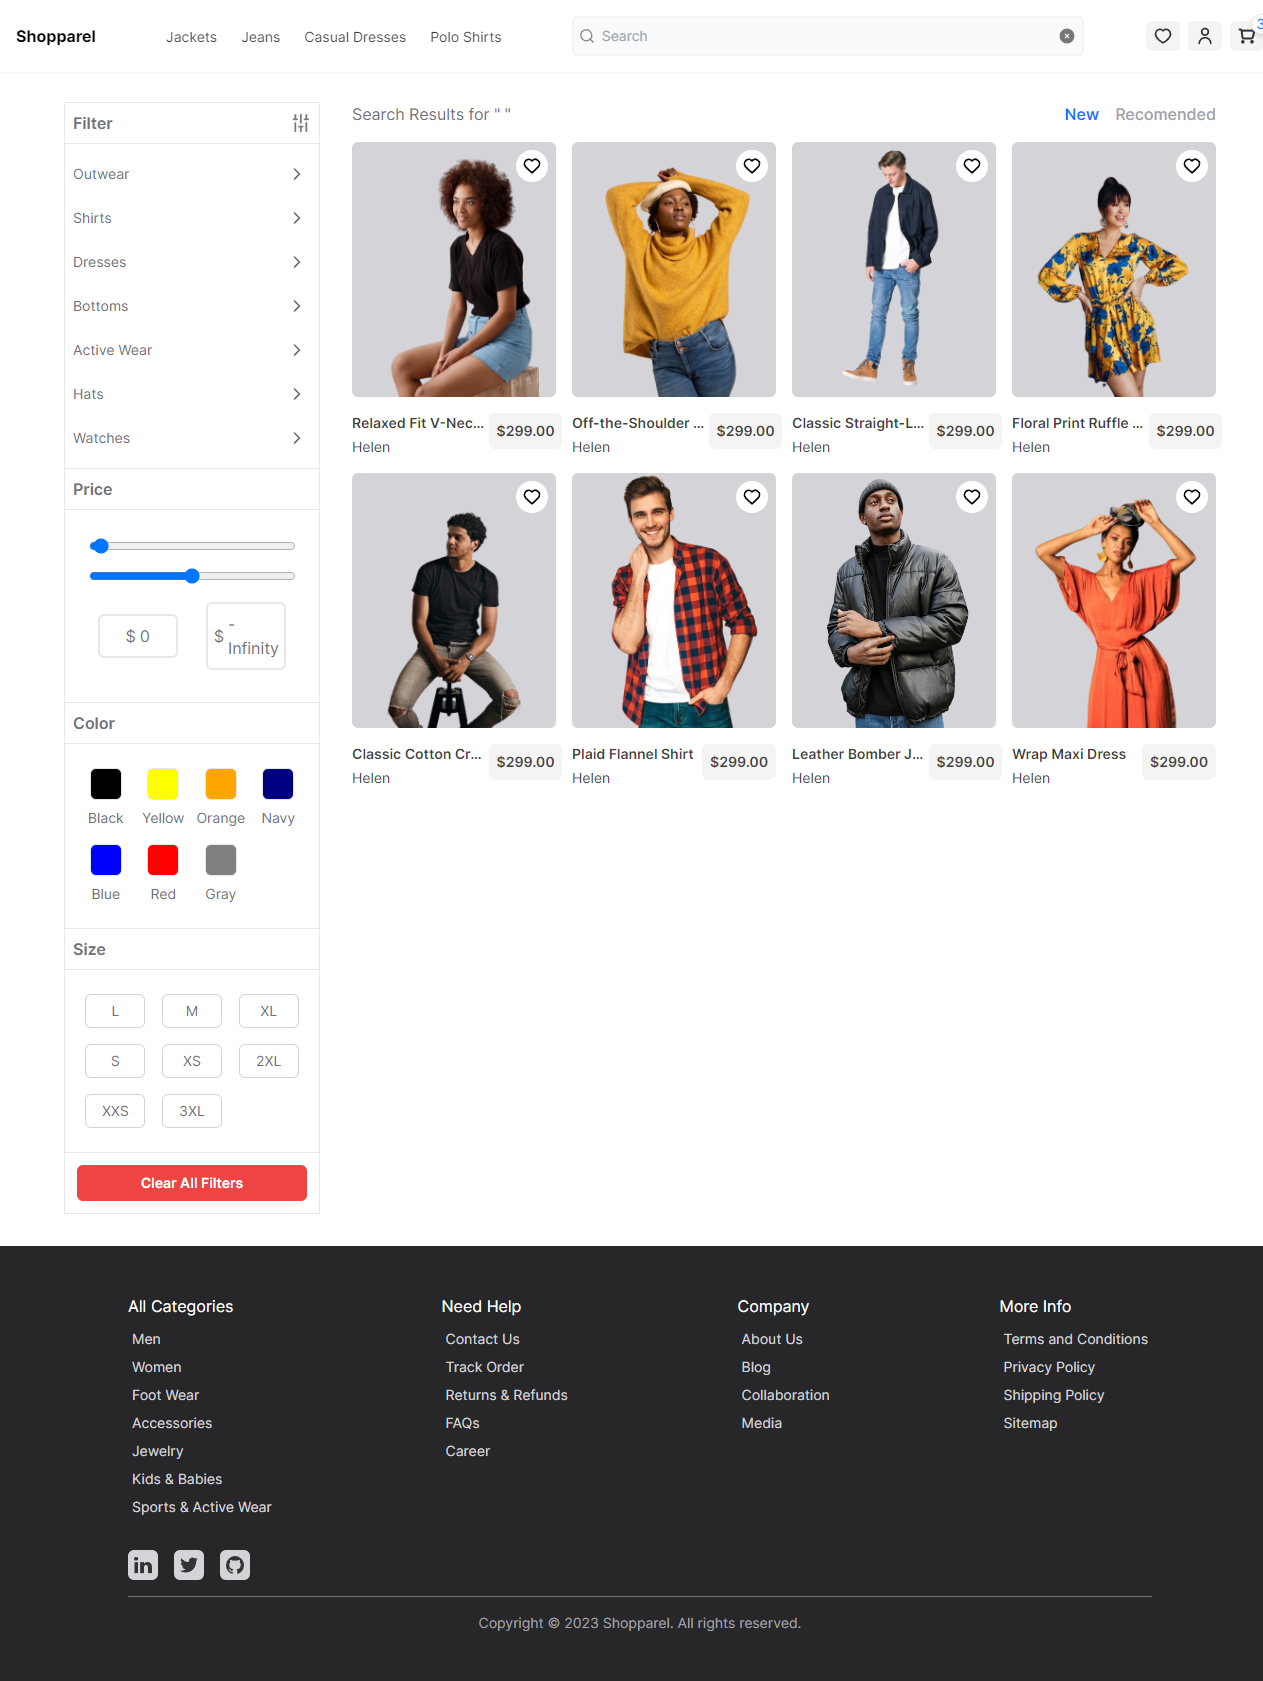 Shopparel
Jackets
Jeans
Casual Dresses
Polo Shirts
Search
3
Filter
Outwear
Shirts
Dresses
Bottoms
Active Wear
Hats
Watches
Price
$ 0
$ -
Infinity
Color
Black
Yellow
Orange
Navy
Blue
Red
Gray
Size
L
M
XL
S
XS
2XL
XXS
3XL
Clear All Filters
Search Results for " "
New
Recomended
Relaxed Fit V-Nec...
$299.00
Helen
Off-the-Shoulder ...
$299.00
Helen
Classic Straight-L...
$299.00
Helen
Floral Print Ruffle ...
$299.00
Helen
Classic Cotton Cr...
$299.00
Helen
Plaid Flannel Shirt
$299.00
Helen
Leather Bomber J...
$299.00
Helen
Wrap Maxi Dress
$299.00
Helen
All Categories
Men
Women
Foot Wear
Accessories
Jewelry
Kids & Babies
Sports & Active Wear
Need Help
Contact Us
Track Order
Returns & Refunds
FAQs
Career
Company
About Us
Blog
Collaboration
Media
More Info
Terms and Conditions
Privacy Policy
Shipping Policy
Sitemap
in
Copyright © 2023 Shopparel. All rights reserved.